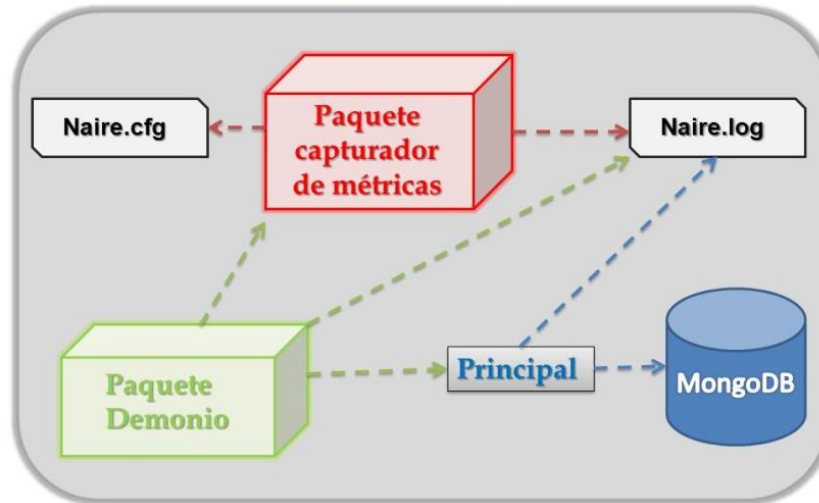 Naire.cfg
Paquete
capturador
de métricas
Naire.log
Paquete
Demonio
Principal
MongoDB